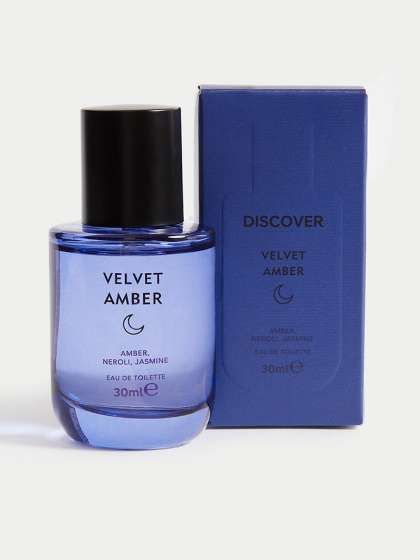 VELVET
AMBER
AMBER,
NEROLI, JASMINE
EAU DE TOILETTE
30ml℮
DISCOVER
VELVET
AMBER
AMBER,
NEROLI, JASMINE
EAU DE TOILETTE
30ml℮